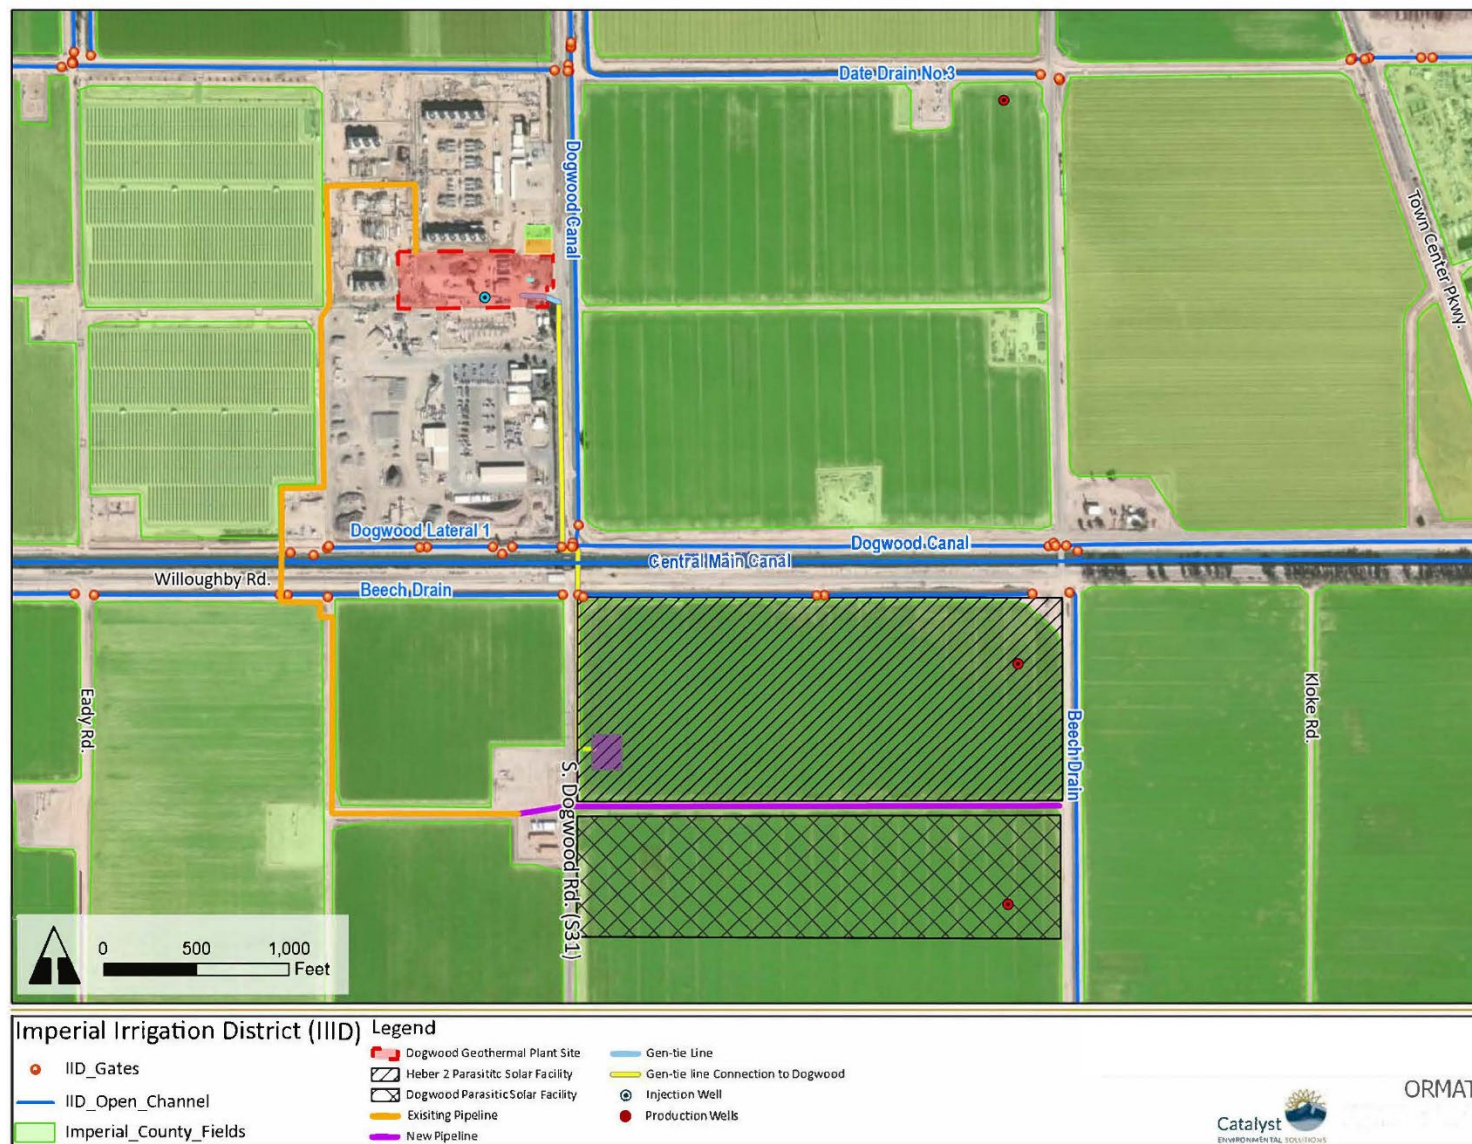 Date Drain No.3
Dogwood Canal
Town Center Pkwy.
Dogwood Lateral 1
Dogwood Canal
Central Main Canal
Willoughby Rd.
Beech Drain
Eady Rd.
S. Dogwood Rd. (S31)
Beech Drain
Kloke Rd.
0 500 1,000
Feet
Imperial Irrigation District (IIID)
IID_Gates
IID_Open_Channel
Imperial_County_Fields
Legend
Dogwood Geothermal Plant Site
Heber 2 Parasititc Solar Facility
Dogwood Parasitic Solar Facility
Exisiting Pipeline
New Pipeline
Gen-tie Line
Gen-tie line Connection to Dogwood
Injection Well
Production Wells
Catalyst
ENVIRONMENTAL SOLUTIONS
ORMAT